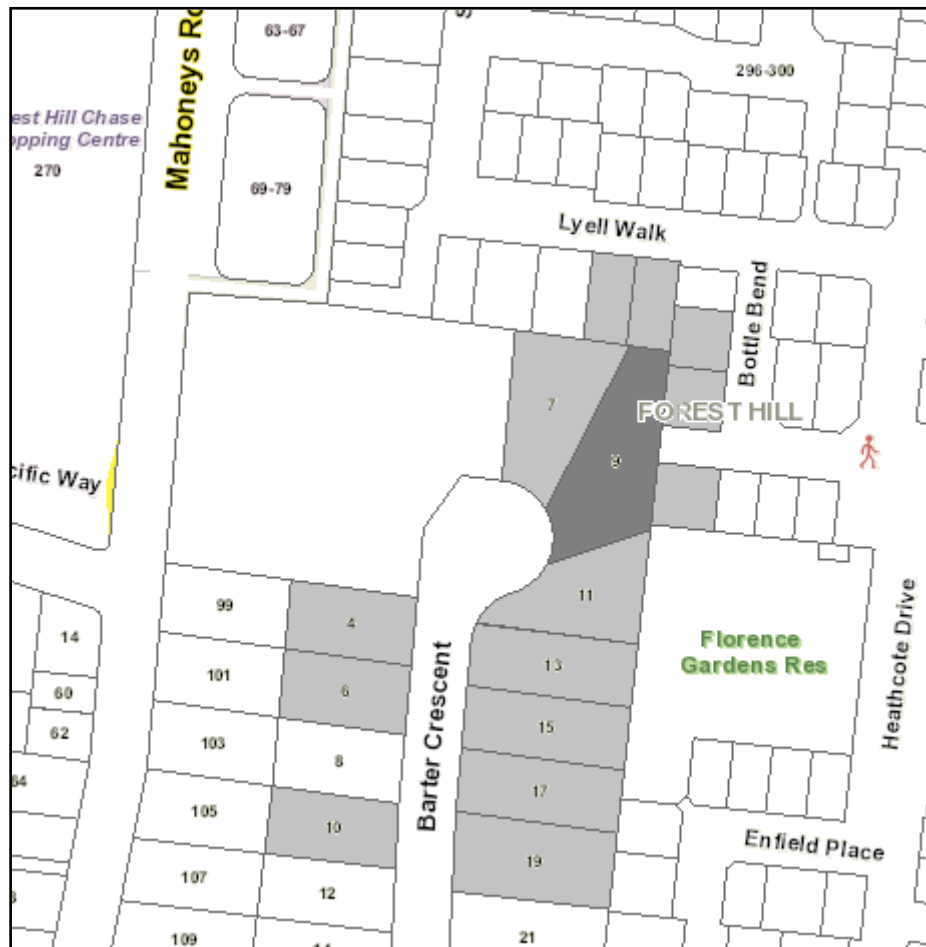 63-67
Mahoneys Ro
296-300
est Hill Chase
opping Centre
270
69-79
Lyell Walk
Bottle Bend
7
FOREST HILL
9
cific Way
11
99
4
14
13
Florence
Gardens Res
101
6
60
Heathcote Drive
15
62
103
8
Barter Crescent
64
17
105
10
Enfield Place
19
107
12
109
21